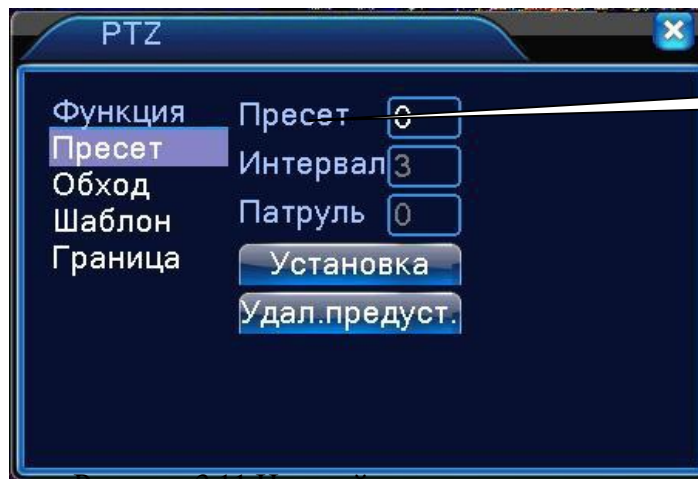 PTZ
Функция
Пресет
Обход
Шаблон
Граница
Пресет 0
Интервал 3
Патруль 0
Установка
Удал.предуст.